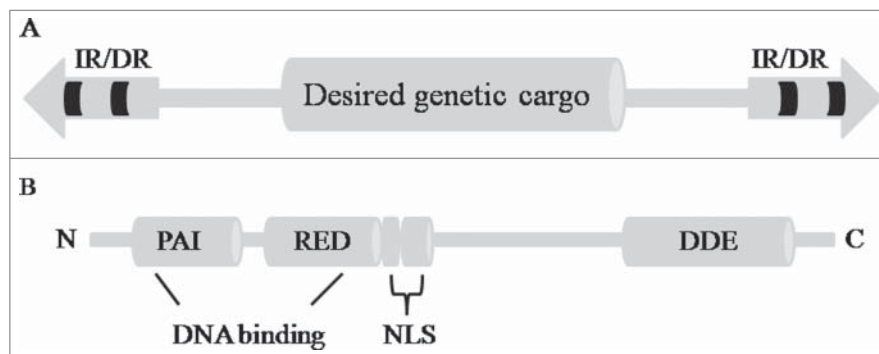 A
IR/DR IR/DR
Desired genetic cargo
B
N PAI RED DDE C
DNA binding NLS